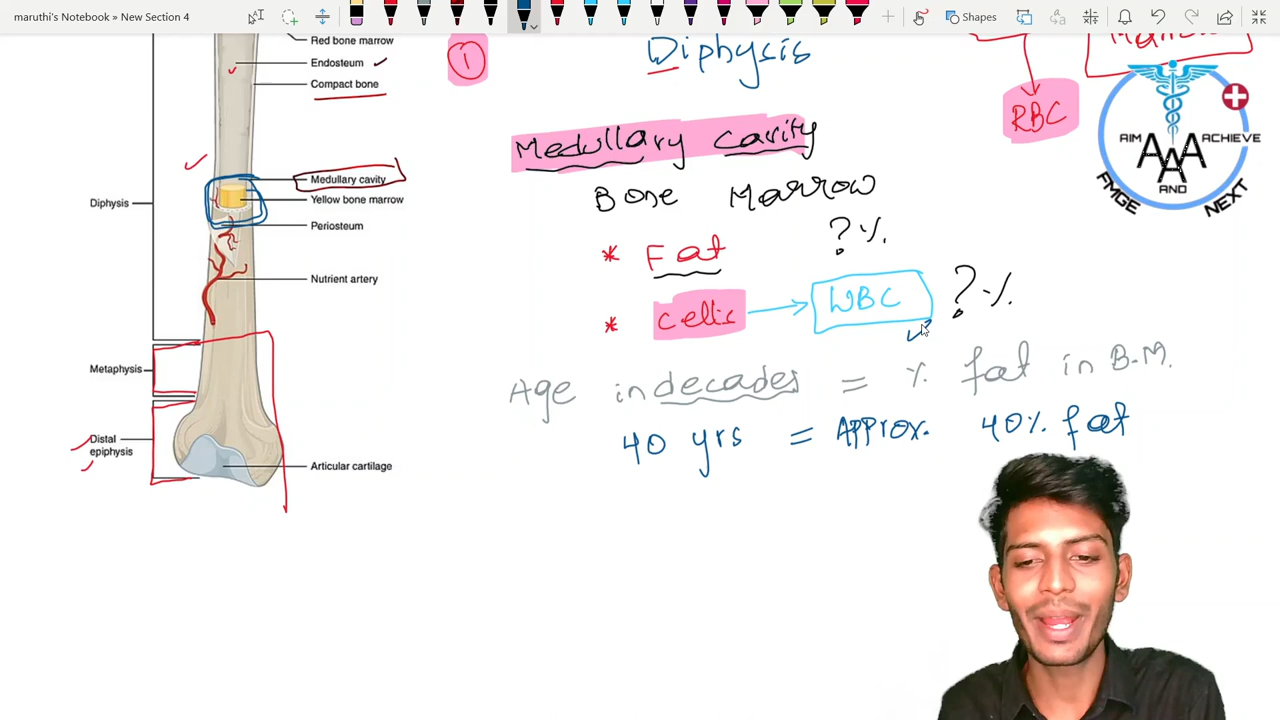 maruthi's Notebook » New Section 4
Shapes
Red bone marrow
Endosteum
Compact bone
Medullary cavity
Yellow bone marrow
Diphysis
Periosteum
Nutrient artery
Metaphysis
Distal
epiphysis
Articular cartilage
1
Diphysis
RBC
Medullary cavity
Bone Marrow
* Fat ? %
* Cells → WBC ? %
Age in decades = % fat in B.M.
40 yrs = Approx. 40% fat
AIM ACHIEVE
AAA
AND
FMGE NEXT